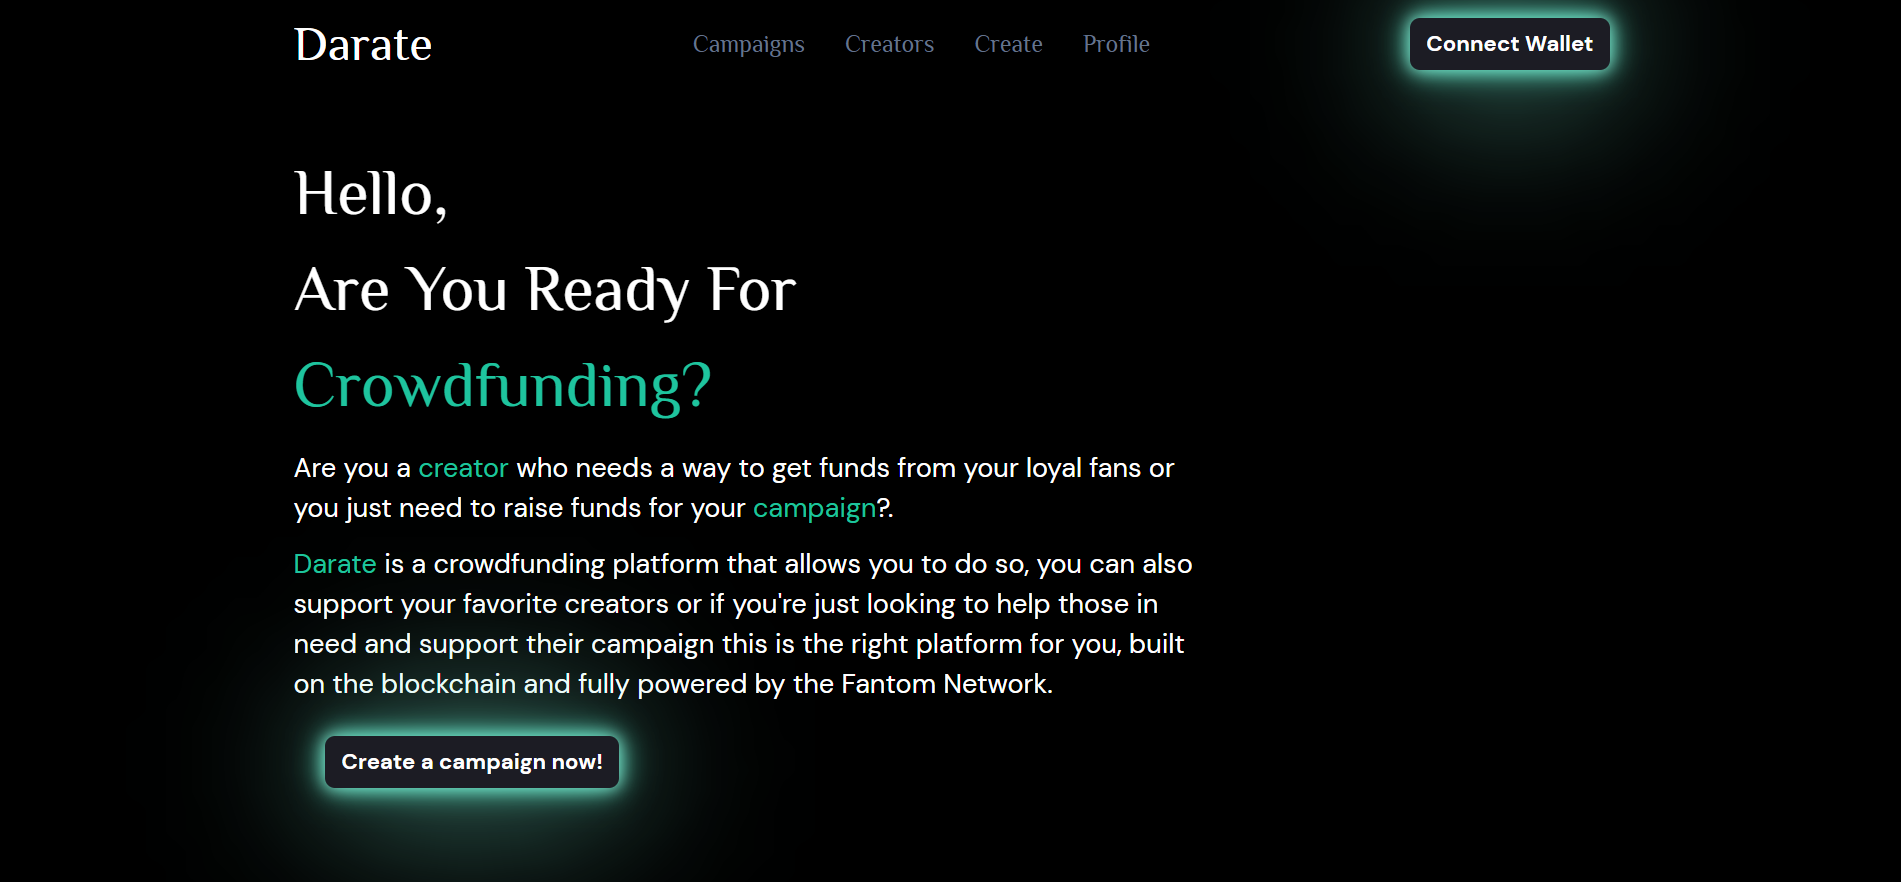 Darate
Campaigns Creators Create Profile
Connect Wallet
Hello,
Are You Ready For
Crowdfunding?
Are you a creator who needs a way to get funds from your loyal fans or
you just need to raise funds for your campaign?.
Darate is a crowdfunding platform that allows you to do so, you can also
support your favorite creators or if you're just looking to help those in
need and support their campaign this is the right platform for you, built
on the blockchain and fully powered by the Fantom Network.
Create a campaign now!